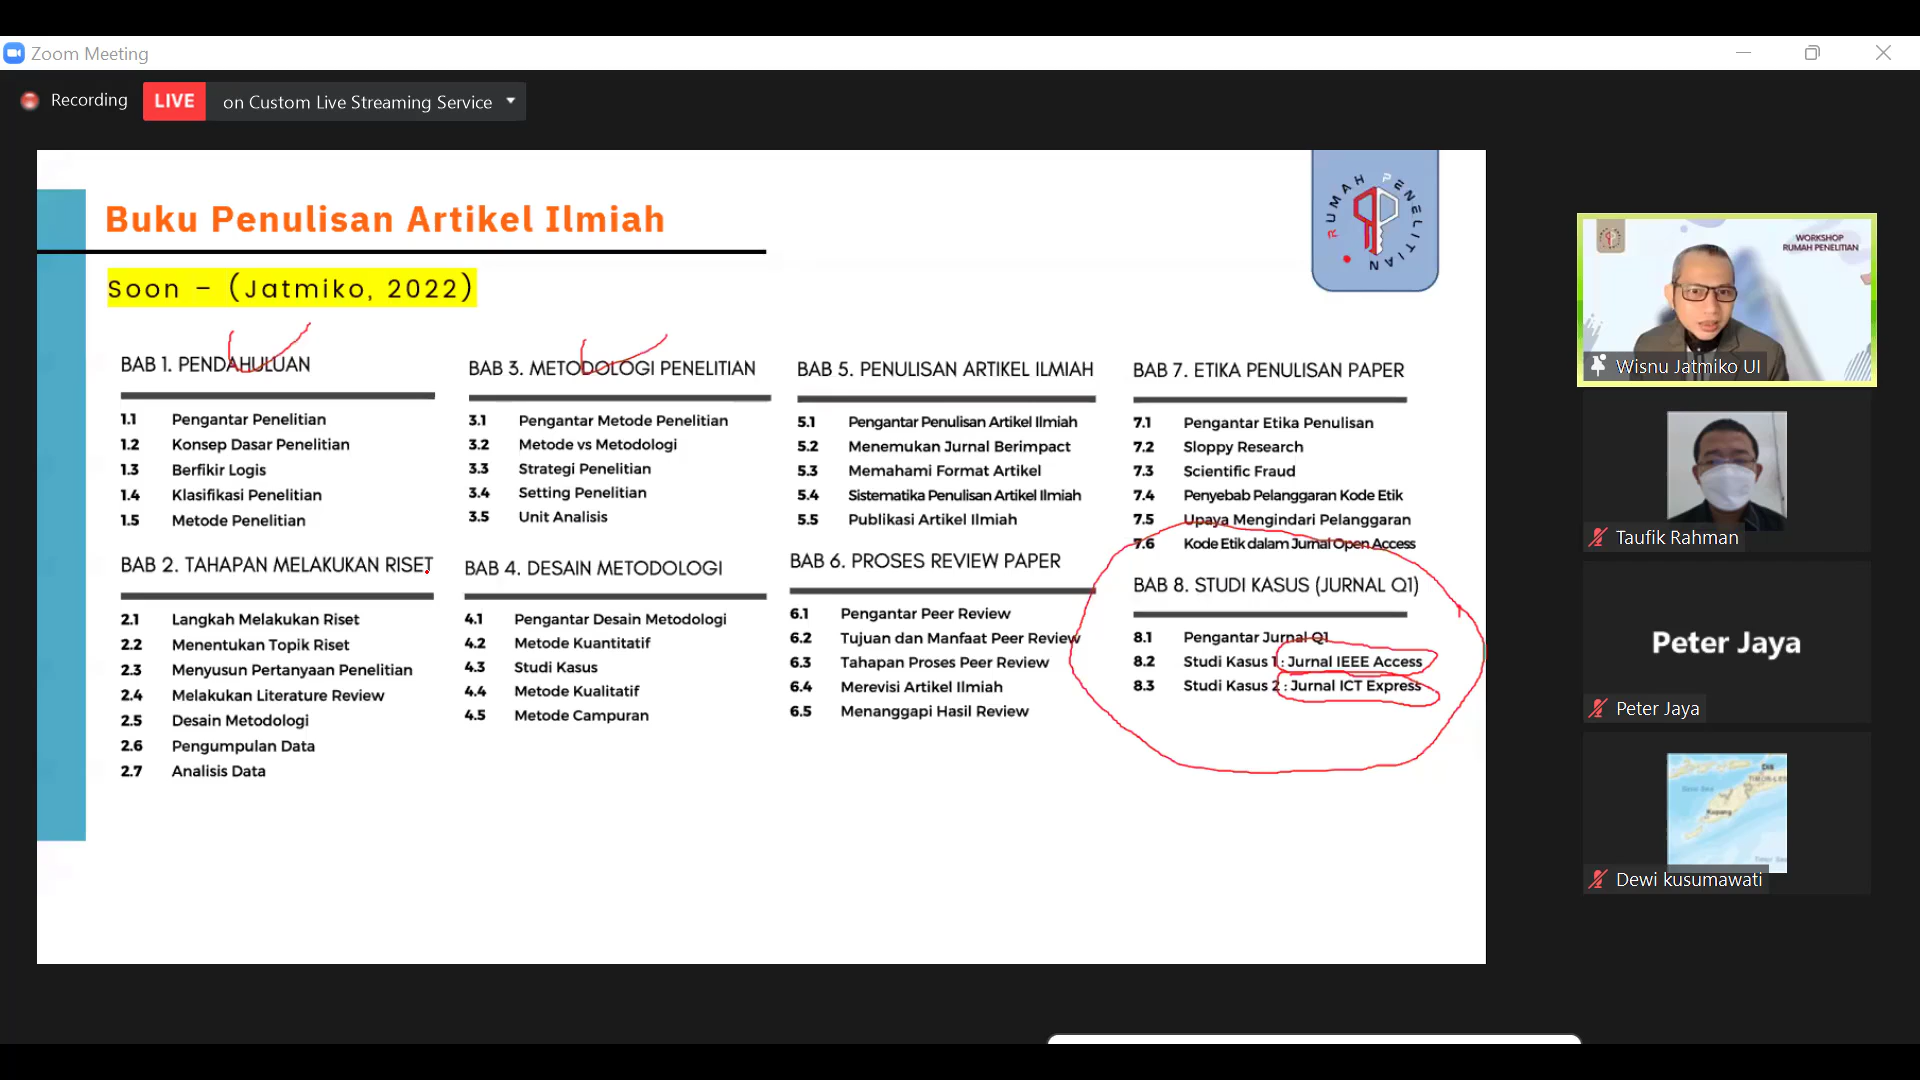 Zoom Meeting
Recording
LIVE
on Custom Live Streaming Service
Buku Penulisan Artikel Ilmiah
Soon – (Jatmiko, 2022)
RUMAH PENELITIAN
BAB 1. PENDAHULUAN
1.1 Pengantar Penelitian
1.2 Konsep Dasar Penelitian
1.3 Berfikir Logis
1.4 Klasifikasi Penelitian
1.5 Metode Penelitian
BAB 2. TAHAPAN MELAKUKAN RISET
2.1 Langkah Melakukan Riset
2.2 Menentukan Topik Riset
2.3 Menyusun Pertanyaan Penelitian
2.4 Melakukan Literature Review
2.5 Desain Metodologi
2.6 Pengumpulan Data
2.7 Analisis Data
BAB 3. METODOLOGI PENELITIAN
3.1 Pengantar Metode Penelitian
3.2 Metode vs Metodologi
3.3 Strategi Penelitian
3.4 Setting Penelitian
3.5 Unit Analisis
BAB 4. DESAIN METODOLOGI
4.1 Pengantar Desain Metodologi
4.2 Metode Kuantitatif
4.3 Studi Kasus
4.4 Metode Kualitatif
4.5 Metode Campuran
BAB 5. PENULISAN ARTIKEL ILMIAH
5.1 Pengantar Penulisan Artikel Ilmiah
5.2 Menemukan Jurnal Berimpact
5.3 Memahami Format Artikel
5.4 Sistematika Penulisan Artikel Ilmiah
5.5 Publikasi Artikel Ilmiah
BAB 6. PROSES REVIEW PAPER
6.1 Pengantar Peer Review
6.2 Tujuan dan Manfaat Peer Review
6.3 Tahapan Proses Peer Review
6.4 Merevisi Artikel Ilmiah
6.5 Menanggapi Hasil Review
BAB 7. ETIKA PENULISAN PAPER
7.1 Pengantar Etika Penulisan
7.2 Sloppy Research
7.3 Scientific Fraud
7.4 Penyebab Pelanggaran Kode Etik
7.5 Upaya Mengindari Pelanggaran
7.6 Kode Etik dalam Jurnal Open Access
BAB 8. STUDI KASUS (JURNAL Q1)
8.1 Pengantar Jurnal Q1
8.2 Studi Kasus 1 : Jurnal IEEE Access
8.3 Studi Kasus 2 : Jurnal ICT Express
WORKSHOP
RUMAH PENELITIAN
Wisnu Jatmiko UI
Taufik Rahman
Peter Jaya
Peter Jaya
Kupang
Dewi kusumawati